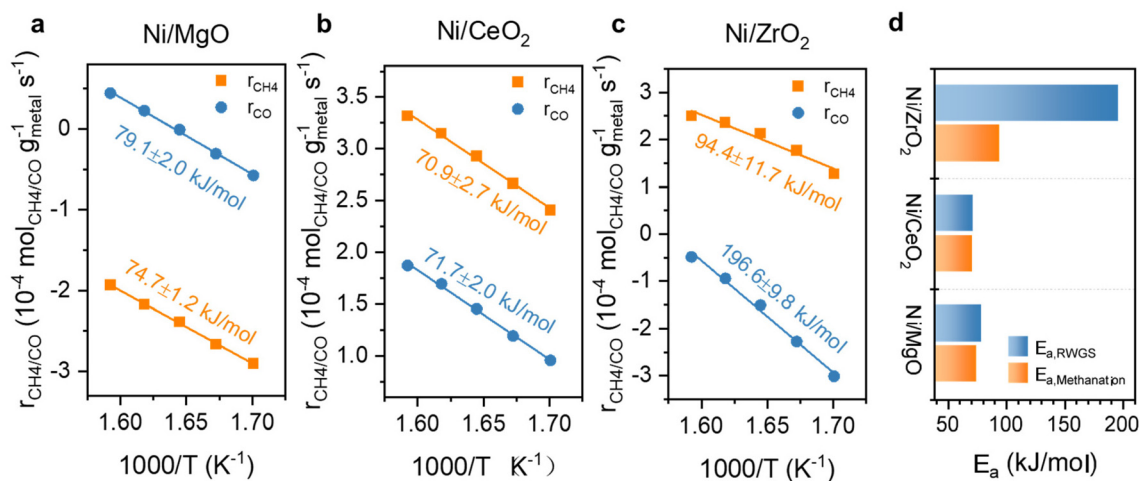 a
Ni/MgO
r_CH4/CO (10⁻⁴ mol_CH4/CO g⁻¹_metal s⁻¹)
0
-1
-2
-3
r_CH4
r_CO
79.1±2.0 kJ/mol
74.7±1.2 kJ/mol
1.60
1.65
1.70
1000/T (K⁻¹)
b
Ni/CeO₂
r_CH4/CO (10⁻⁴ mol_CH4/CO g⁻¹_metal s⁻¹)
3.5
3.0
2.5
2.0
1.5
1.0
r_CH4
r_CO
70.9±2.7 kJ/mol
71.7±2.0 kJ/mol
1.60
1.65
1.70
1000/T K⁻¹)
c
Ni/ZrO₂
r_CH4/CO (10⁻⁴ mol_CH4/CO g⁻¹_metal s⁻¹)
3
2
1
0
-1
-2
-3
r_CH4
r_CO
94.4±11.7 kJ/mol
196.6±9.8 kJ/mol
1.60
1.65
1.70
1000/T (K⁻¹)
d
Ni/ZrO₂
Ni/CeO₂
Ni/MgO
E_a,RWGS
E_a,Methanation
50
100
150
200
E_a (kJ/mol)